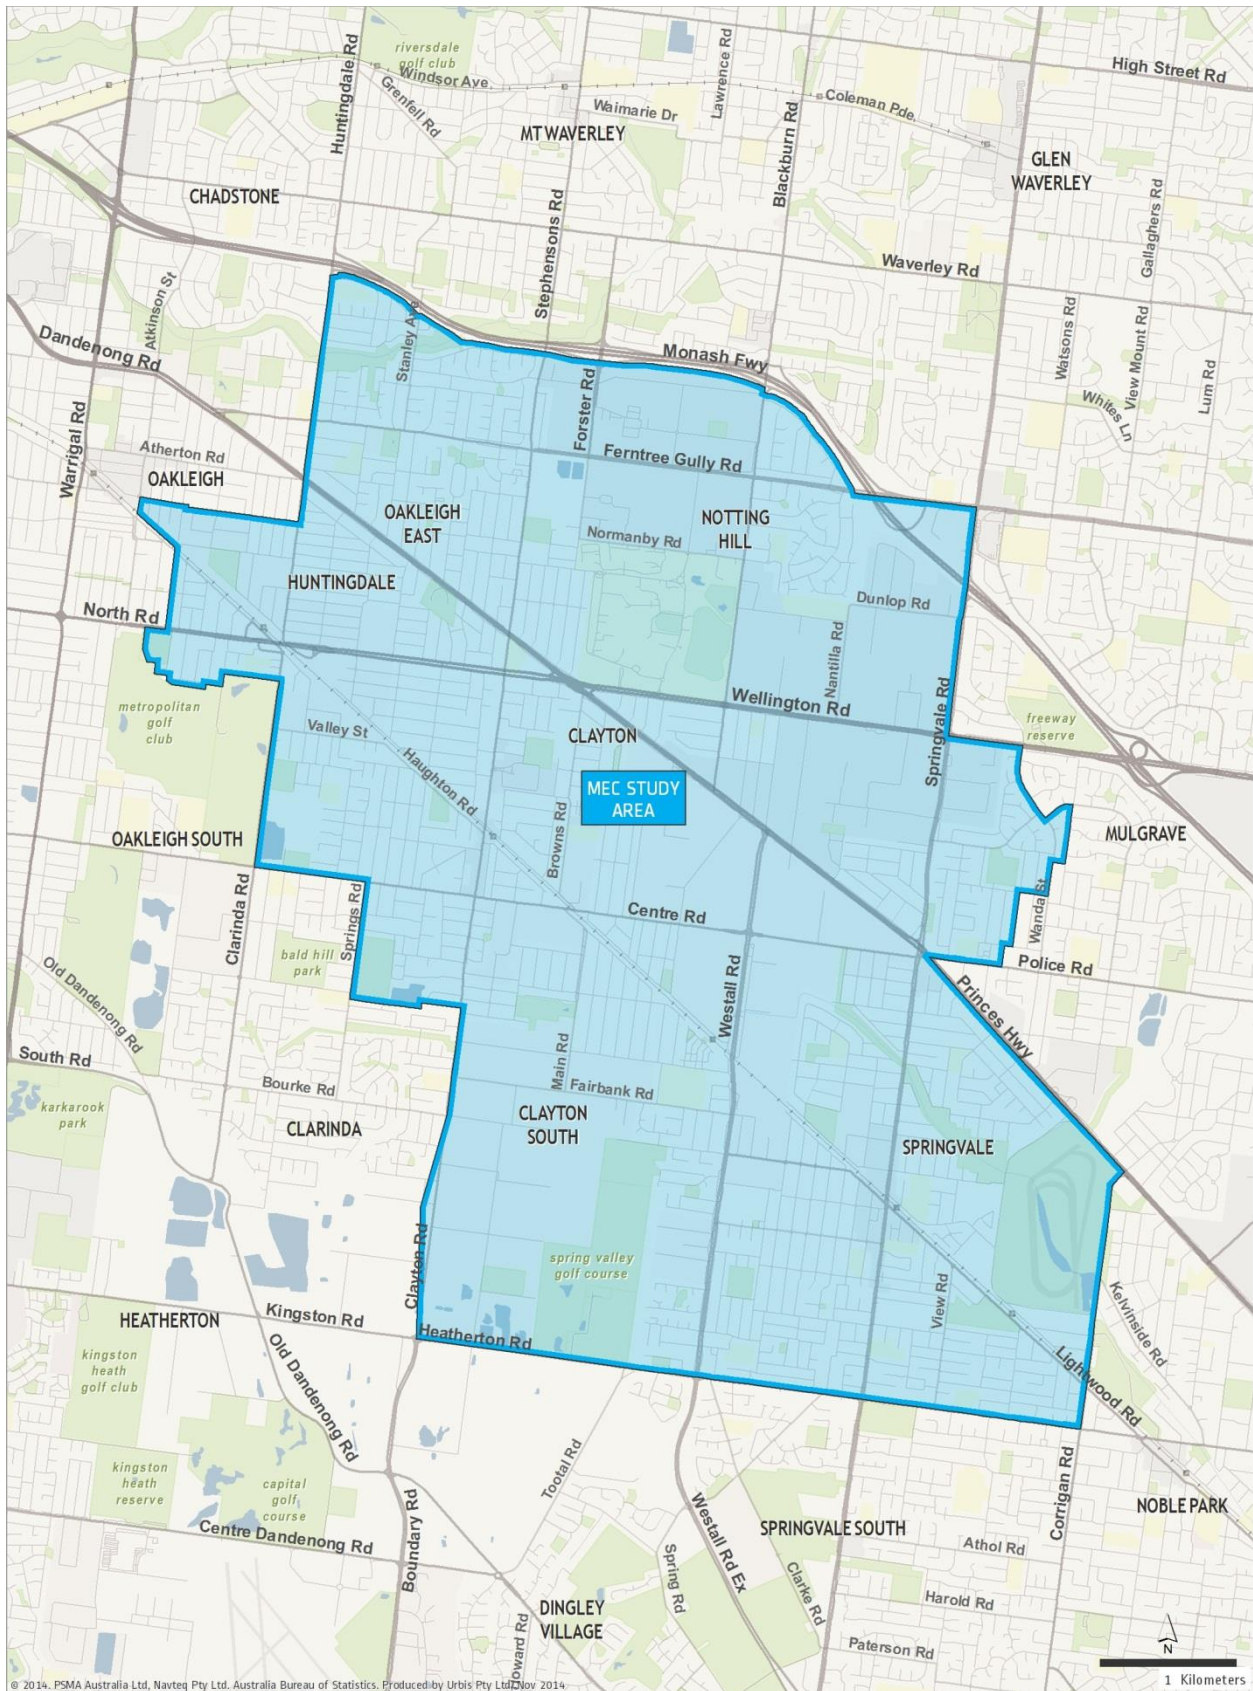 riversdale
golf club
Huntingdale Rd
Windsor Ave
Grenfell Rd
Lawrence Rd
High Street Rd
Waimarie Dr
Coleman Pde
MT WAVERLEY
Blackburn Rd
GLEN
WAVERLEY
CHADSTONE
Stephensons Rd
Gallaghers Rd
Waverley Rd
Atkinson St
Stanley Ave
Dandenong Rd
Monash Fwy
Watsons Rd
View Mount Rd
Lum Rd
Whites Ln
Forster Rd
Warrigal Rd
Atherton Rd
OAKLEIGH
Ferntree Gully Rd
OAKLEIGH
EAST
NOTTING
HILL
Normanby Rd
HUNTINGDALE
Dunlop Rd
North Rd
Nantilla Rd
Wellington Rd
Springvale Rd
metropolitan
golf
club
freeway
reserve
Valley St
CLAYTON
Haughton Rd
MEC STUDY
AREA
Browns Rd
OAKLEIGH SOUTH
MULGRAVE
Clarinda Rd
Springs Rd
Centre Rd
Wanda St
bald hill
park
Police Rd
Old Dandenong Rd
Westall Rd
Princes Hwy
South Rd
Main Rd
Bourke Rd
Fairbank Rd
karkarook
park
CLARINDA
CLAYTON
SOUTH
SPRINGVALE
Clayton Rd
spring valley
golf course
View Rd
Kelvinside Rd
HEATHERTON
Kingston Rd
Heatherton Rd
Lightwood Rd
kingston
heath
golf club
Old Dandenong Rd
kingston
heath
reserve
capital
golf
course
Tootal Rd
Corrigan Rd
NOBLE PARK
Centre Dandenong Rd
Boundary Rd
Westall Rd Ex
SPRINGVALE SOUTH
Athol Rd
Spring Rd
Clarke Rd
Harold Rd
DINGLEY
VILLAGE
Howard Rd
Paterson Rd
N
1 Kilometers
© 2014. PSMA Australia Ltd, Navteq Pty Ltd. Australia Bureau of Statistics. Produced by Urbis Pty Ltd, Nov 2014